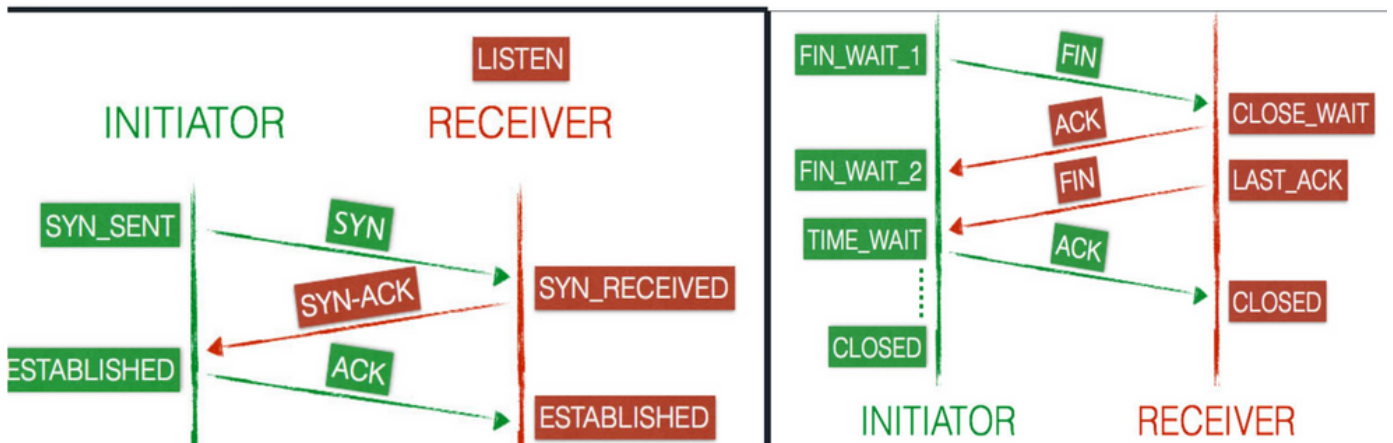 LISTEN
INITIATOR
RECEIVER
SYN_SENT
SYN
SYN-ACK
SYN_RECEIVED
ESTABLISHED
ACK
ESTABLISHED
FIN_WAIT_1
FIN
ACK
CLOSE_WAIT
FIN_WAIT_2
FIN
LAST_ACK
TIME_WAIT
ACK
CLOSED
CLOSED
INITIATOR
RECEIVER